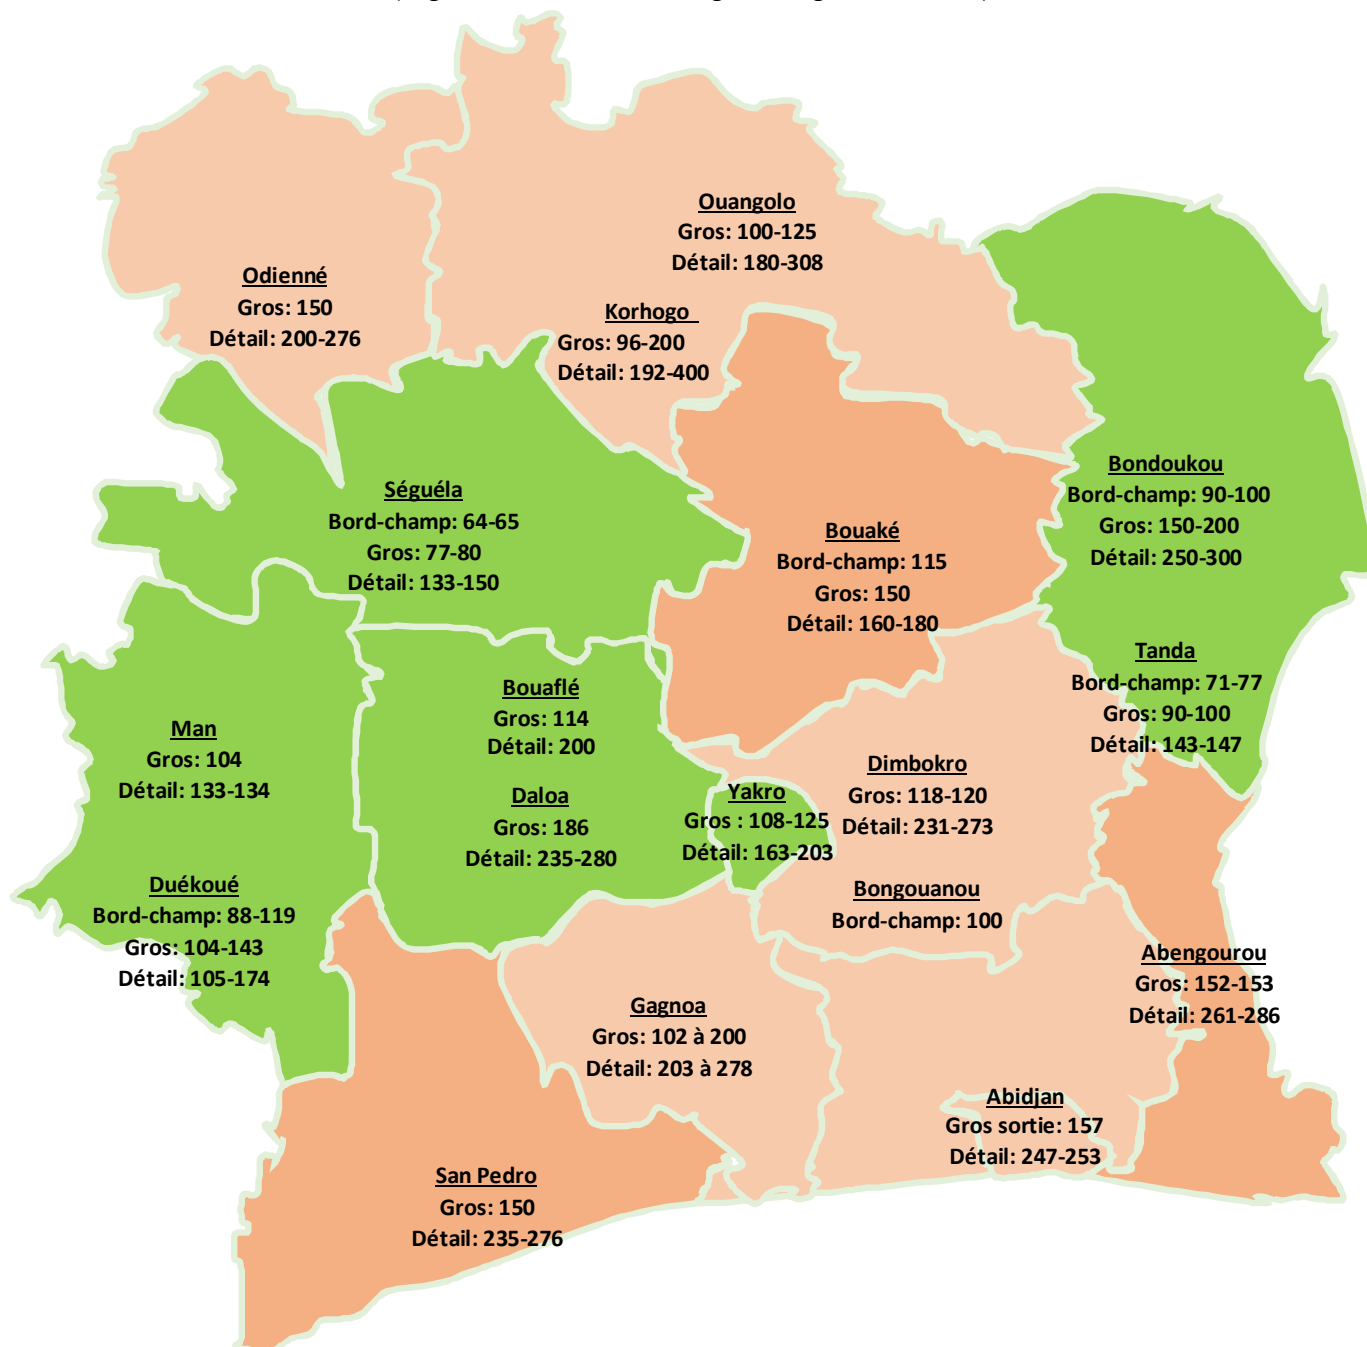 Ouangolo
Gros: 100-125
Détail: 180-308
Odienné
Gros: 150
Détail: 200-276
Korhogo
Gros: 96-200
Détail: 192-400
Bondoukou
Bord-champ: 90-100
Gros: 150-200
Détail: 250-300
Séguéla
Bord-champ: 64-65
Gros: 77-80
Détail: 133-150
Bouaké
Bord-champ: 115
Gros: 150
Détail: 160-180
Tanda
Bord-champ: 71-77
Gros: 90-100
Détail: 143-147
Bouaflé
Gros: 114
Détail: 200
Man
Gros: 104
Détail: 133-134
Dimbokro
Gros: 118-120
Détail: 231-273
Yakro
Gros : 108-125
Détail: 163-203
Daloa
Gros: 186
Détail: 235-280
Duékoué
Bord-champ: 88-119
Gros: 104-143
Détail: 105-174
Bongouanou
Bord-champ: 100
Abengourou
Gros: 152-153
Détail: 261-286
Gagnoa
Gros: 102 à 200
Détail: 203 à 278
Abidjan
Gros sortie: 157
Détail: 247-253
San Pedro
Gros: 150
Détail: 235-276